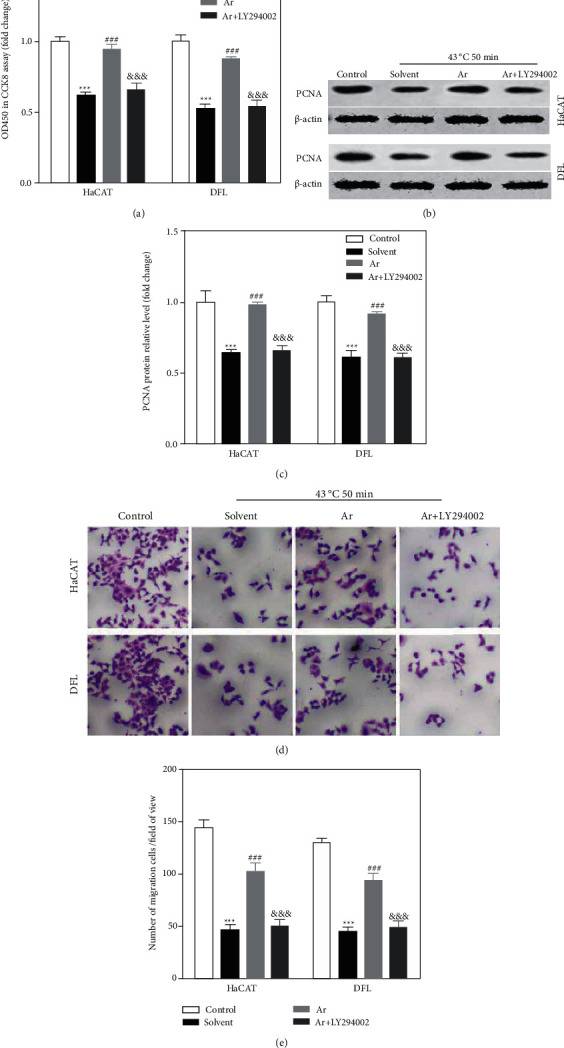 Ar
Ar+LY294002
OD450 in CCK8 assay (fold change)
1.0
0.5
0.0
###
***
&&&
###
***
&&&
HaCAT
DFL
(a)
43 °C 50 min
Control
Solvent
Ar
Ar+LY294002
PCNA
β-actin
HaCAT
PCNA
β-actin
DFL
(b)
PCNA protein relative level (fold change)
1.5
1.0
0.5
0.0
Control
Solvent
Ar
Ar+LY294002
###
***
&&&
###
***
&&&
HaCAT
DFL
(c)
43 °C 50 min
Control
Solvent
Ar
Ar+LY294002
HaCAT
DFL
(d)
Number of migration cells /field of view
200
150
100
50
0
###
***
&&&
###
***
&&&
HaCAT
DFL
Control
Solvent
Ar
Ar+LY294002
(e)